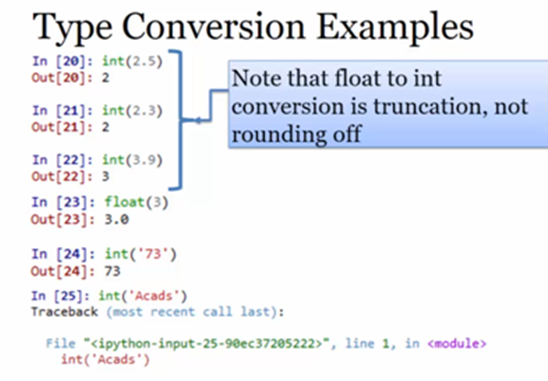 Type Conversion Examples
In [20]: int(2.5)
Out[20]: 2
In [21]: int(2.3)
Out[21]: 2
In [22]: int(3.9)
Out[22]: 3
Note that float to int
conversion is truncation, not
rounding off
In [23]: float(3)
Out[23]: 3.0
In [24]: int('73')
Out[24]: 73
In [25]: int('Acads')
Traceback (most recent call last):
File "<ipython-input-25-90ec37205222>", line 1, in <module>
int('Acads')